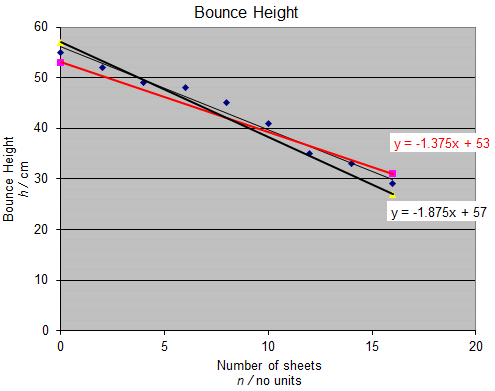 Bounce Height
60
50
40
30
20
10
0
Bounce Height
h / cm
y = -1.375x + 53
y = -1.875x + 57
0
5
10
15
20
Number of sheets
n / no units